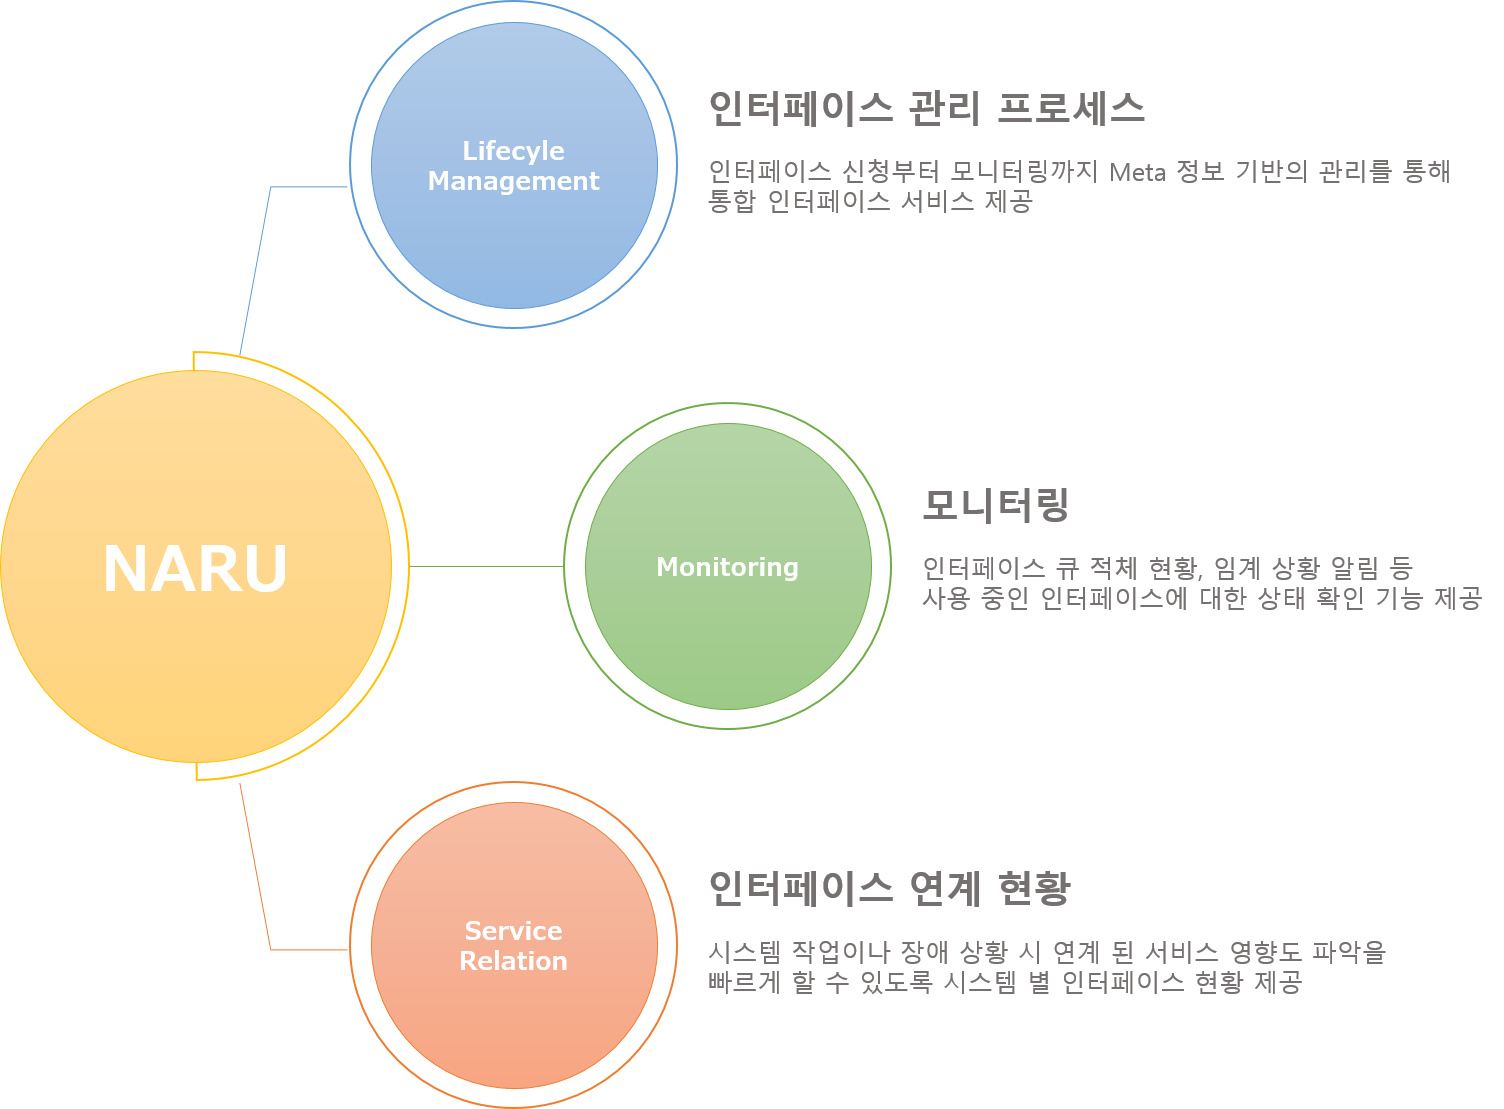 Lifecyle
Management
인터페이스 관리 프로세스
인터페이스 신청부터 모니터링까지 Meta 정보 기반의 관리를 통해
통합 인터페이스 서비스 제공
NARU
Monitoring
모니터링
인터페이스 큐 적체 현황, 임계 상황 알림 등
사용 중인 인터페이스에 대한 상태 확인 기능 제공
Service
Relation
인터페이스 연계 현황
시스템 작업이나 장애 상황 시 연계 된 서비스 영향도 파악을
빠르게 할 수 있도록 시스템 별 인터페이스 현황 제공